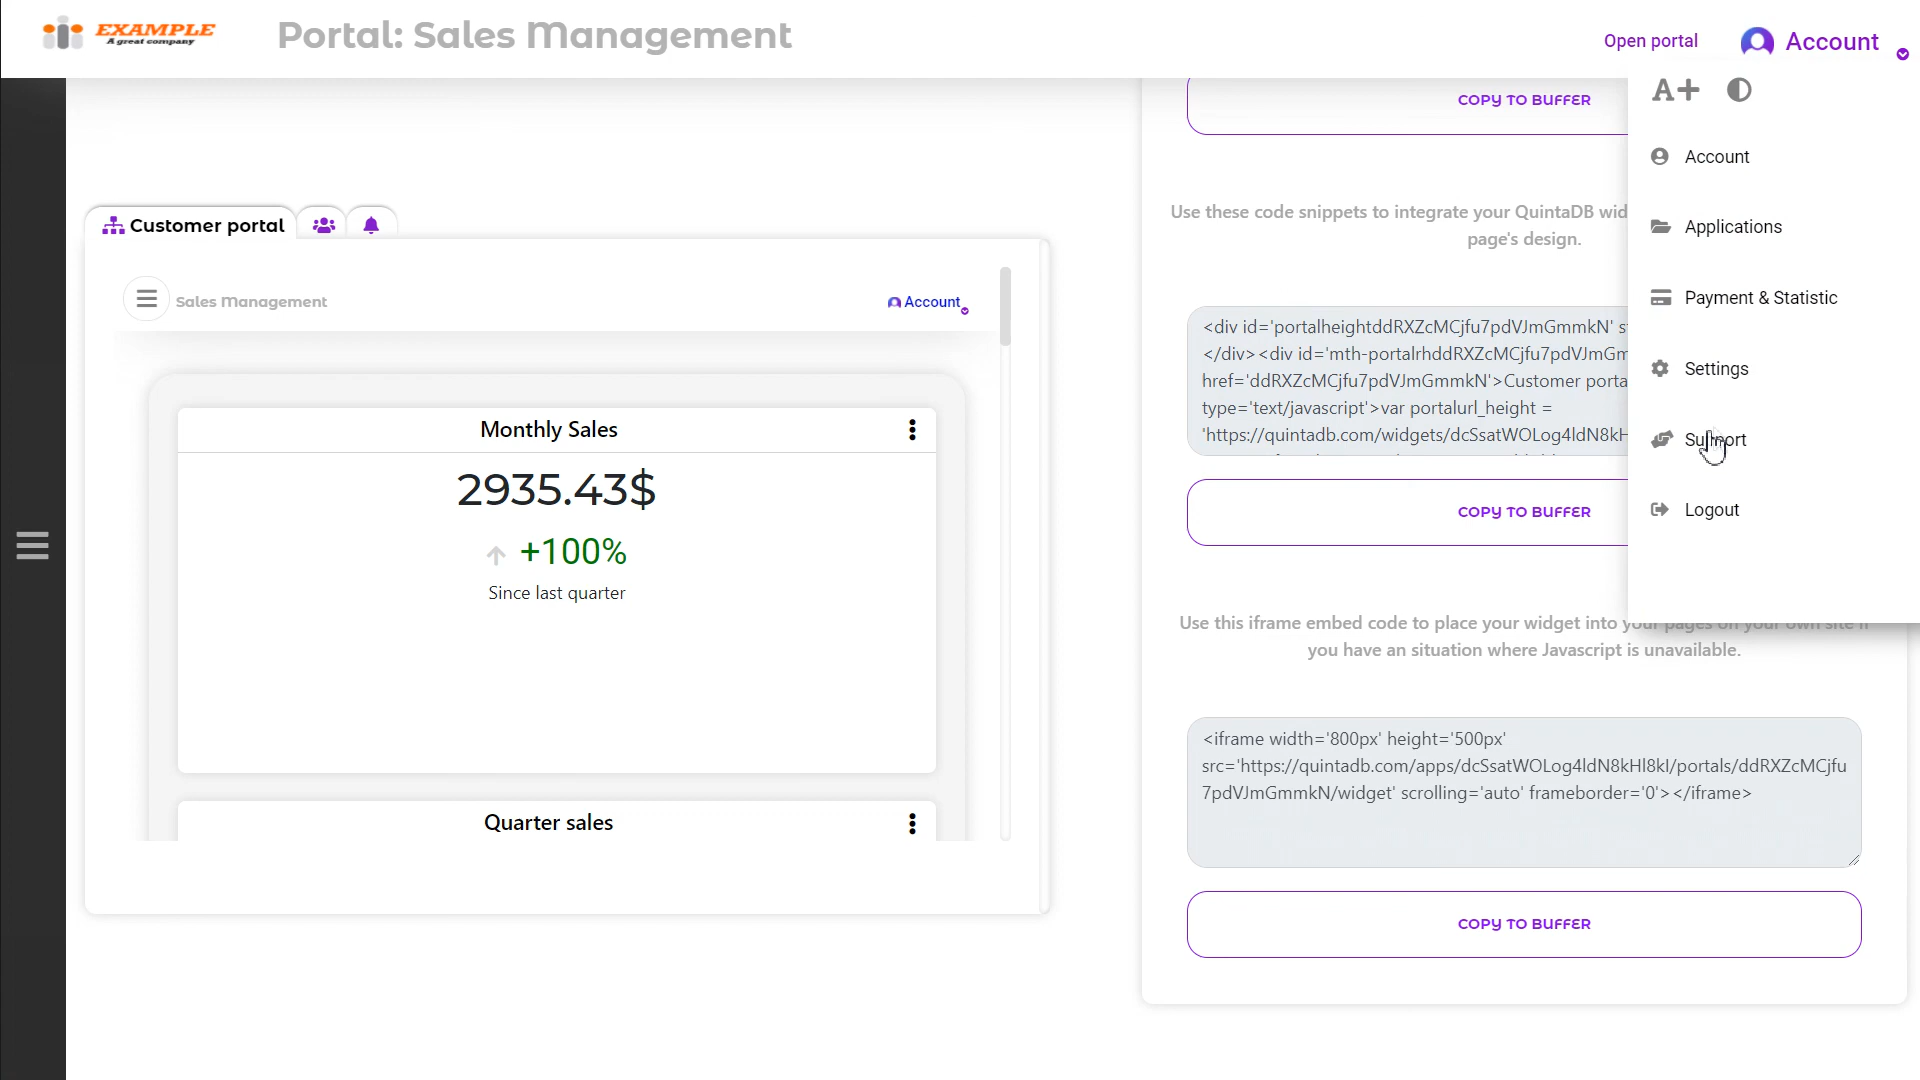 EXAMPLE
A great company
Portal: Sales Management
Open portal
Account
A+
Account
Applications
Payment & Statistic
Settings
Support
Logout
Customer portal
Sales Management
Account
Monthly Sales
2935.43$
+100%
Since last quarter
Quarter sales
COPY TO BUFFER
Use these code snippets to integrate your QuintaDB wid
page's design.
<div id='portalheightddRXZcMCjfu7pdVJmGmmkN' s
</div><div id='mth-portalrhddRXZcMCjfu7pdVJmGm
href='ddRXZcMCjfu7pdVJmGmmkN'>Customer porta
type='text/javascript'>var portalurl_height =
'https://quintadb.com/widgets/dcSsatWOLog4ldN8kH
COPY TO BUFFER
Use this iframe embed code to place your widget into your pages on your own site if
you have an situation where Javascript is unavailable.
<iframe width='800px' height='500px'
src='https://quintadb.com/apps/dcSsatWOLog4ldN8kHl8kI/portals/ddRXZcMCjfu
7pdVJmGmmkN/widget' scrolling='auto' frameborder='0'></iframe>
COPY TO BUFFER